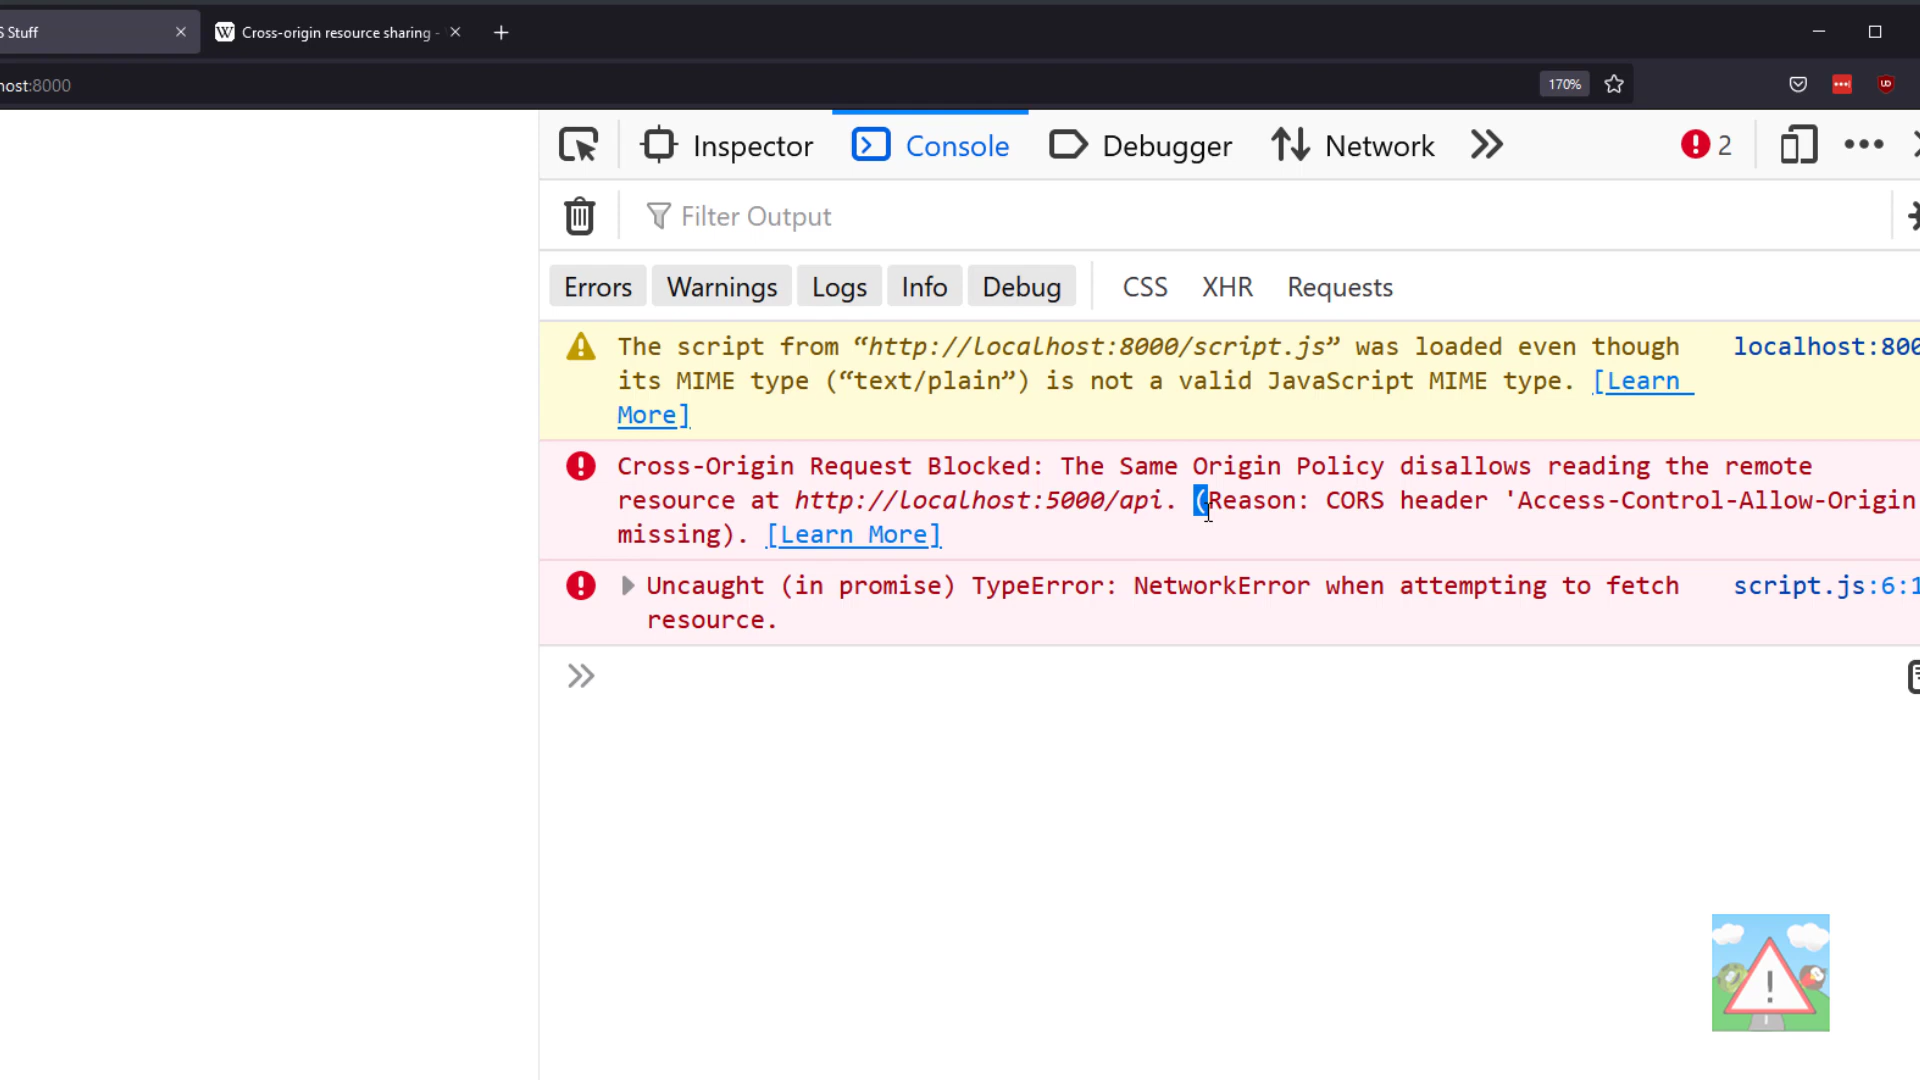 S Stuff
W Cross-origin resource sharing -
host:8000
170%
Inspector
Console
Debugger
Network
2
Filter Output
Errors
Warnings
Logs
Info
Debug
CSS
XHR
Requests
The script from “http://localhost:8000/script.js” was loaded even though
localhost:800
its MIME type (“text/plain”) is not a valid JavaScript MIME type. [Learn
More]
Cross-Origin Request Blocked: The Same Origin Policy disallows reading the remote
resource at http://localhost:5000/api. (Reason: CORS header 'Access-Control-Allow-Origin
missing). [Learn More]
Uncaught (in promise) TypeError: NetworkError when attempting to fetch
script.js:6:1
resource.